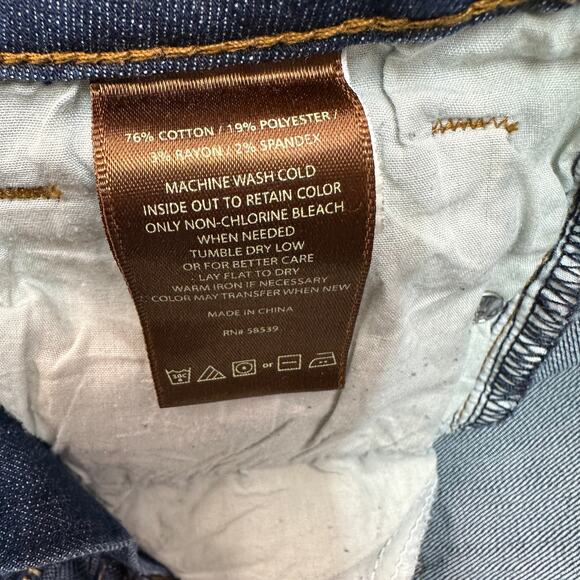 76% COTTON / 19% POLYESTER /
3% RAYON / 2% SPANDEX
MACHINE WASH COLD
INSIDE OUT TO RETAIN COLOR
ONLY NON-CHLORINE BLEACH
WHEN NEEDED
TUMBLE DRY LOW
OR FOR BETTER CARE
LAY FLAT TO DRY
WARM IRON IF NECESSARY
COLOR MAY TRANSFER WHEN NEW
MADE IN CHINA
RN# 58539
30C or